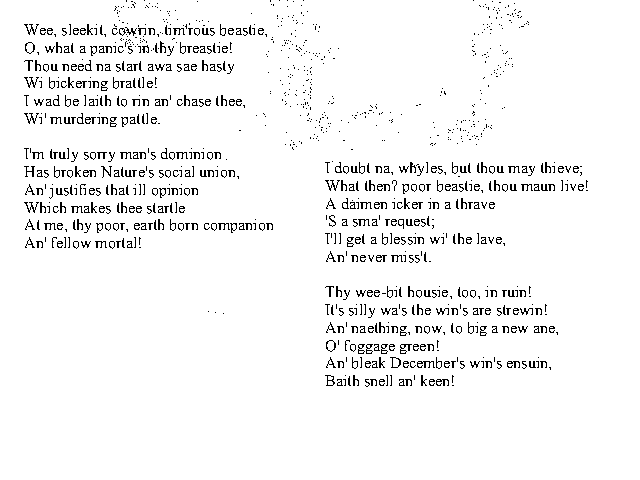 Wee, sleekit, cowrin, tim'rous beastie,
O, what a panic's in thy breastie!
Thou need na start awa sae hasty
Wi bickering brattle!
I wad be laith to rin an' chase thee,
Wi' murdering pattle.
I'm truly sorry man's dominion
Has broken Nature's social union,
An' justifies that ill opinion
Which makes thee startle
At me, thy poor, earth born companion
An' fellow mortal!
I doubt na, whyles, but thou may thieve;
What then? poor beastie, thou maun live!
A daimen icker in a thrave
'S a sma' request;
I'll get a blessin wi' the lave,
An' never miss't.
Thy wee-bit housie, too, in ruin!
It's silly wa's the win's are strewin!
An' naething, now, to big a new ane,
O' foggage green!
An' bleak December's win's ensuin,
Baith snell an' keen!